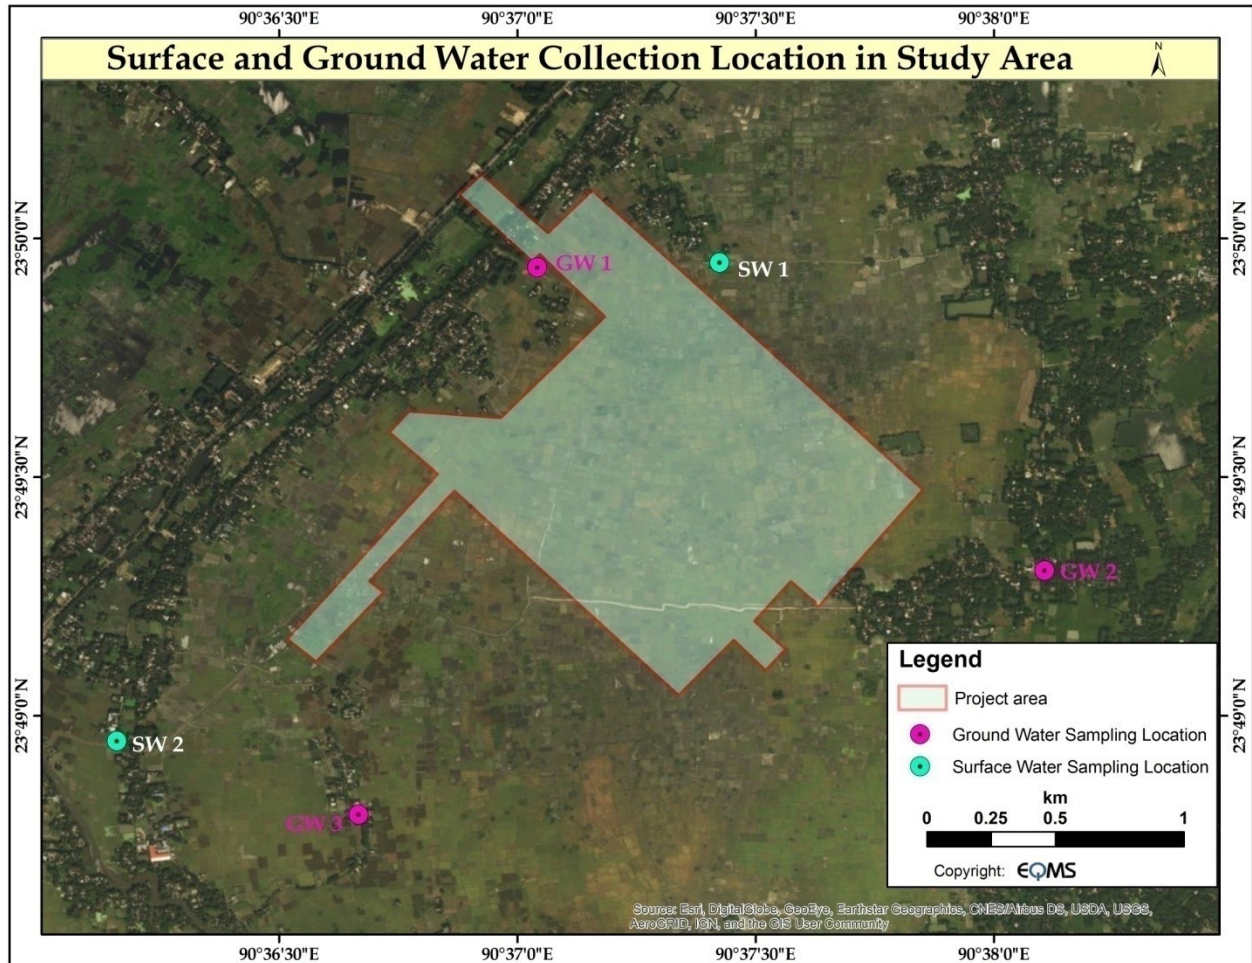 90°36'30"E 90°37'0"E 90°37'30"E 90°38'0"E
Surface and Ground Water Collection Location in Study Area
N
23°50'0"N
23°50'0"N
GW 1
SW 1
23°49'30"N
23°49'30"N
GW 2
Legend
Project area
23°49'0"N
23°49'0"N
Ground Water Sampling Location
SW 2
Surface Water Sampling Location
km
GW 3
0 0.25 0.5 1
Copyright: EQMS
Source: Esri, DigitalGlobe, GeoEye, Earthstar Geographics, CNES/Airbus DS, USDA, USGS,
AeroGRID, IGN, and the GIS User Community
90°36'30"E 90°37'0"E 90°37'30"E 90°38'0"E